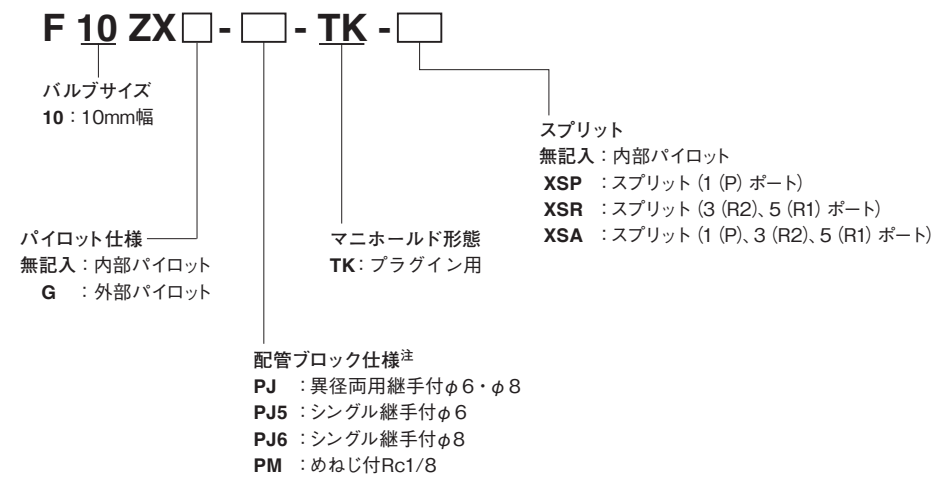 F 10 ZX□-□-TK-□
バルブサイズ
10：10mm幅
スプリット
無記入：内部パイロット
XSP ：スプリット（1（P）ポート）
XSR ：スプリット（3（R2）、5（R1）ポート）
XSA ：スプリット（1（P）、3（R2）、5（R1）ポート）
パイロット仕様
無記入：内部パイロット
G ：外部パイロット
マニホールド形態
TK：プラグイン用
配管ブロック仕様注
PJ ：異径両用継手付φ6・φ8
PJ5 ：シングル継手付φ6
PJ6 ：シングル継手付φ8
PM ：めねじ付Rc1/8